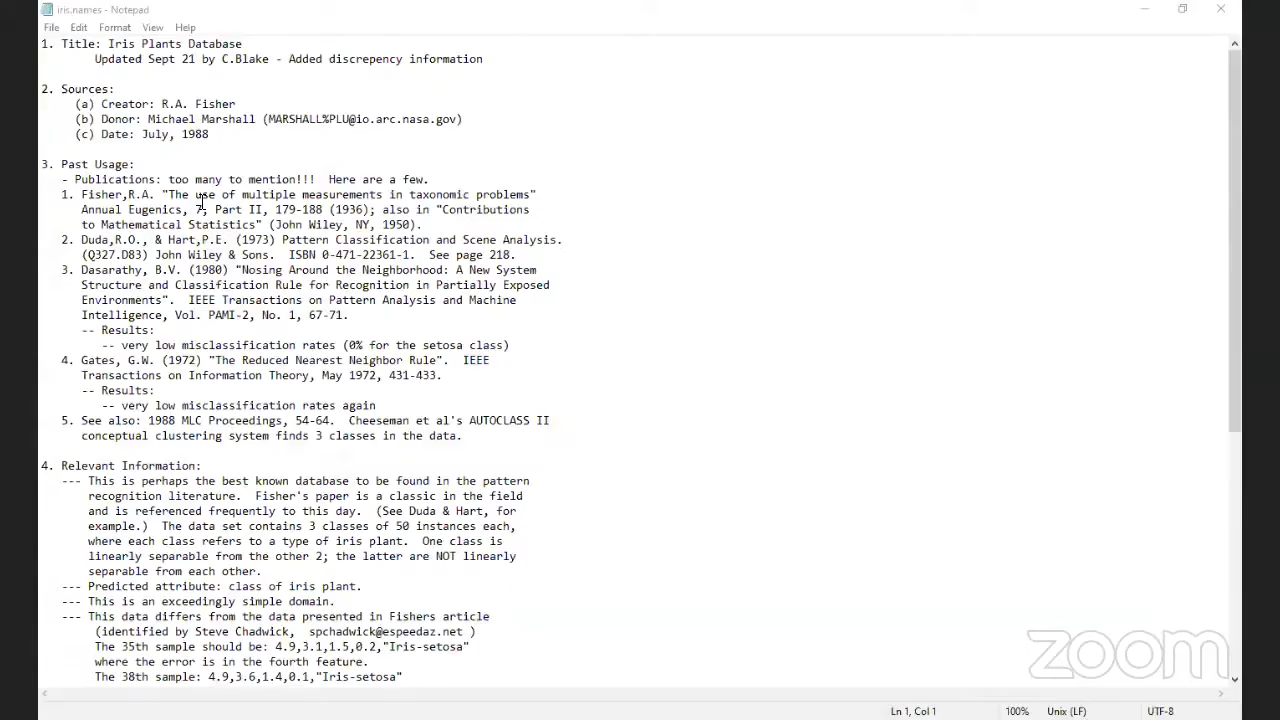 iris.names - Notepad
File Edit Format View Help
1. Title: Iris Plants Database
Updated Sept 21 by C.Blake - Added discrepency information
2. Sources:
(a) Creator: R.A. Fisher
(b) Donor: Michael Marshall (MARSHALL%PLU@io.arc.nasa.gov)
(c) Date: July, 1988
3. Past Usage:
- Publications: too many to mention!!!  Here are a few.
1. Fisher,R.A. "The use of multiple measurements in taxonomic problems"
Annual Eugenics, 7, Part II, 179-188 (1936); also in "Contributions
to Mathematical Statistics" (John Wiley, NY, 1950).
2. Duda,R.O., & Hart,P.E. (1973) Pattern Classification and Scene Analysis.
(Q327.D83) John Wiley & Sons.  ISBN 0-471-22361-1.  See page 218.
3. Dasarathy, B.V. (1980) "Nosing Around the Neighborhood: A New System
Structure and Classification Rule for Recognition in Partially Exposed
Environments".  IEEE Transactions on Pattern Analysis and Machine
Intelligence, Vol. PAMI-2, No. 1, 67-71.
-- Results:
-- very low misclassification rates (0% for the setosa class)
4. Gates, G.W. (1972) "The Reduced Nearest Neighbor Rule".  IEEE
Transactions on Information Theory, May 1972, 431-433.
-- Results:
-- very low misclassification rates again
5. See also: 1988 MLC Proceedings, 54-64.  Cheeseman et al's AUTOCLASS II
conceptual clustering system finds 3 classes in the data.
4. Relevant Information:
--- This is perhaps the best known database to be found in the pattern
recognition literature.  Fisher's paper is a classic in the field
and is referenced frequently to this day.  (See Duda & Hart, for
example.)  The data set contains 3 classes of 50 instances each,
where each class refers to a type of iris plant.  One class is
linearly separable from the other 2; the latter are NOT linearly
separable from each other.
--- Predicted attribute: class of iris plant.
--- This is an exceedingly simple domain.
--- This data differs from the data presented in Fishers article
(identified by Steve Chadwick,  spchadwick@espeedaz.net )
The 35th sample should be: 4.9,3.1,1.5,0.2,"Iris-setosa"
where the error is in the fourth feature.
The 38th sample: 4.9,3.6,1.4,0.1,"Iris-setosa"
zoom
Ln 1, Col 1 100% Unix (LF) UTF-8